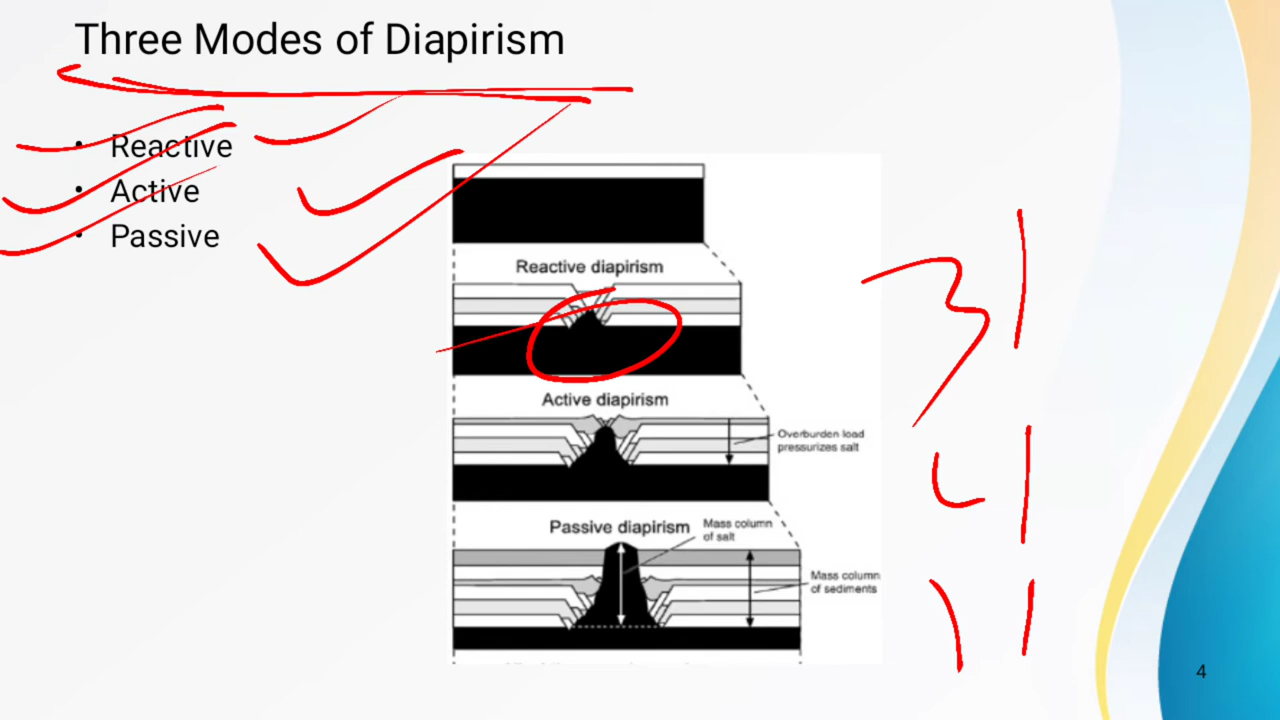 Three Modes of Diapirism
• Reactive
• Active
• Passive
Reactive diapirism
Active diapirism
Overburden load
pressurizes salt
Passive diapirism
Mass column
of salt
Mass column
of sediments
4